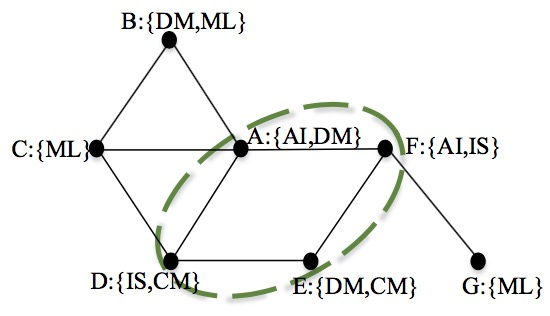 B:{DM,ML}
C:{ML}
A:{AI,DM}
F:{AI,IS}
D:{IS,CM}
E:{DM,CM}
G:{ML}